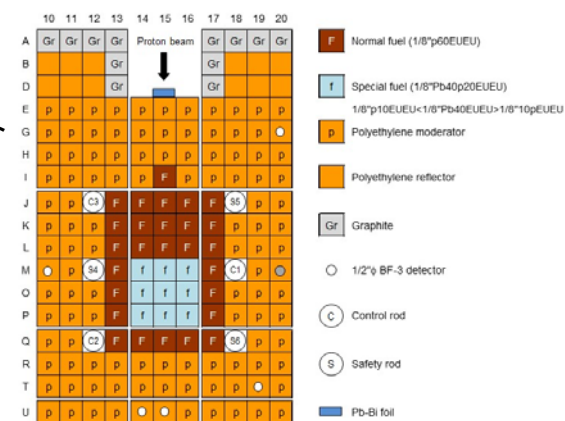 10 11 12 13 14 15 16 17 18 19 20
A Gr Gr Gr Gr Proton beam Gr Gr Gr Gr
B Gr Gr
D Gr Gr
E p p p p p p p p p p p
G p p p p p p p p p p
H p p p p p p p p p p p
I p p p p p F p p p p p
J p p C3 F F F F F S5 p p
K p p p F F F F F p p p
L p p p F F F F F p p p
M p S4 F f f f F C1 p
O p p p F f f f F p p p
P p p p F f f f F p p p
Q p p C2 F F F F F S6 p p
R p p p p p p p p p p p
T p p p p p p p p p p
U p p p p p p p p p
F Normal fuel (1/8"p60EUEU)
f Special fuel (1/8"Pb40p20EUEU)
1/8"p10EUEU<1/8"Pb40EUEU>1/8"10pEUEU
p Polyethylene moderator
Polyethylene reflector
Gr Graphite
1/2"φ BF-3 detector
C Control rod
S Safety rod
Pb-Bi foil